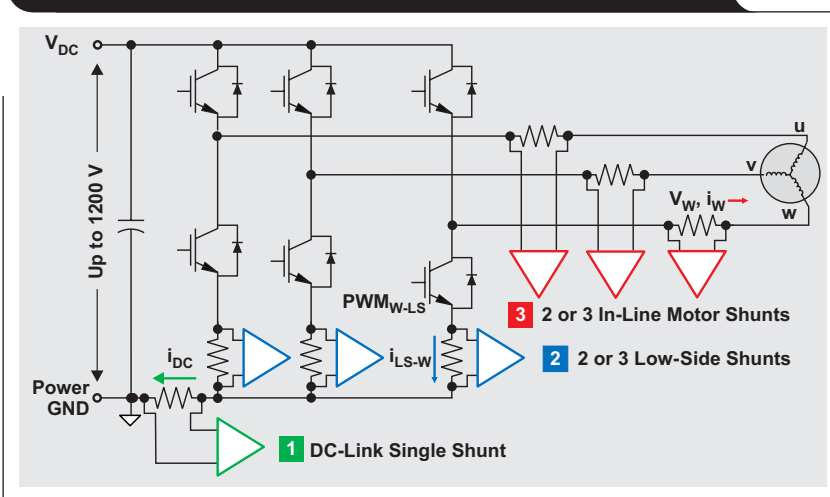 V_DC
Up to 1200 V
u
v
w
V_W, i_W
PWM_W-LS
3 2 or 3 In-Line Motor Shunts
i_DC
i_LS-W
2 2 or 3 Low-Side Shunts
Power
GND
1 DC-Link Single Shunt